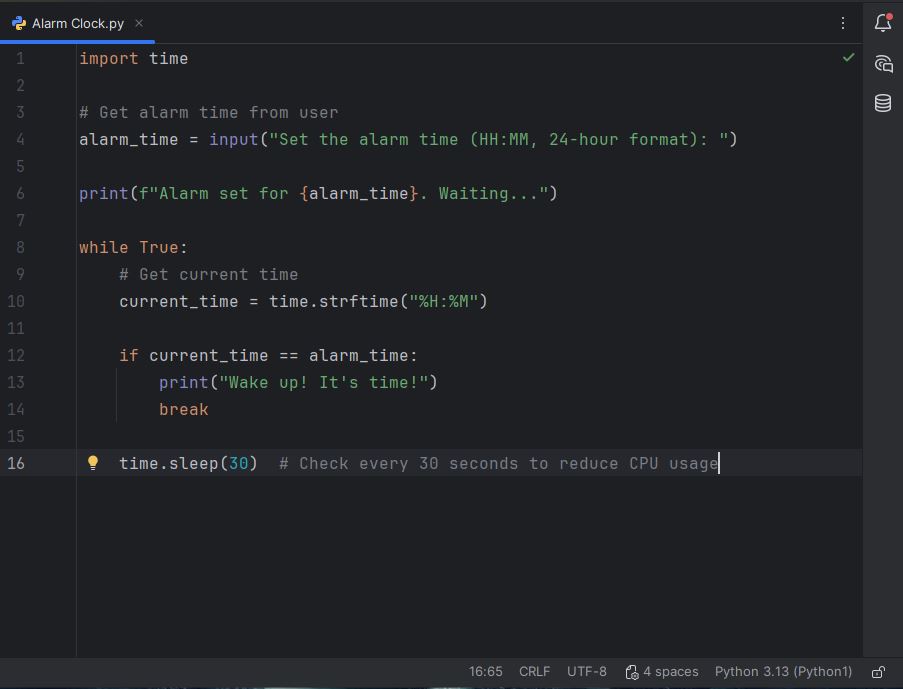 Alarm Clock.py
1 import time
2
3 # Get alarm time from user
4 alarm_time = input("Set the alarm time (HH:MM, 24-hour format): ")
5
6 print(f"Alarm set for {alarm_time}. Waiting...")
7
8 while True:
9     # Get current time
10     current_time = time.strftime("%H:%M")
11
12     if current_time == alarm_time:
13         print("Wake up! It's time!")
14         break
15
16     time.sleep(30)  # Check every 30 seconds to reduce CPU usage
16:65 CRLF UTF-8 4 spaces Python 3.13 (Python1)